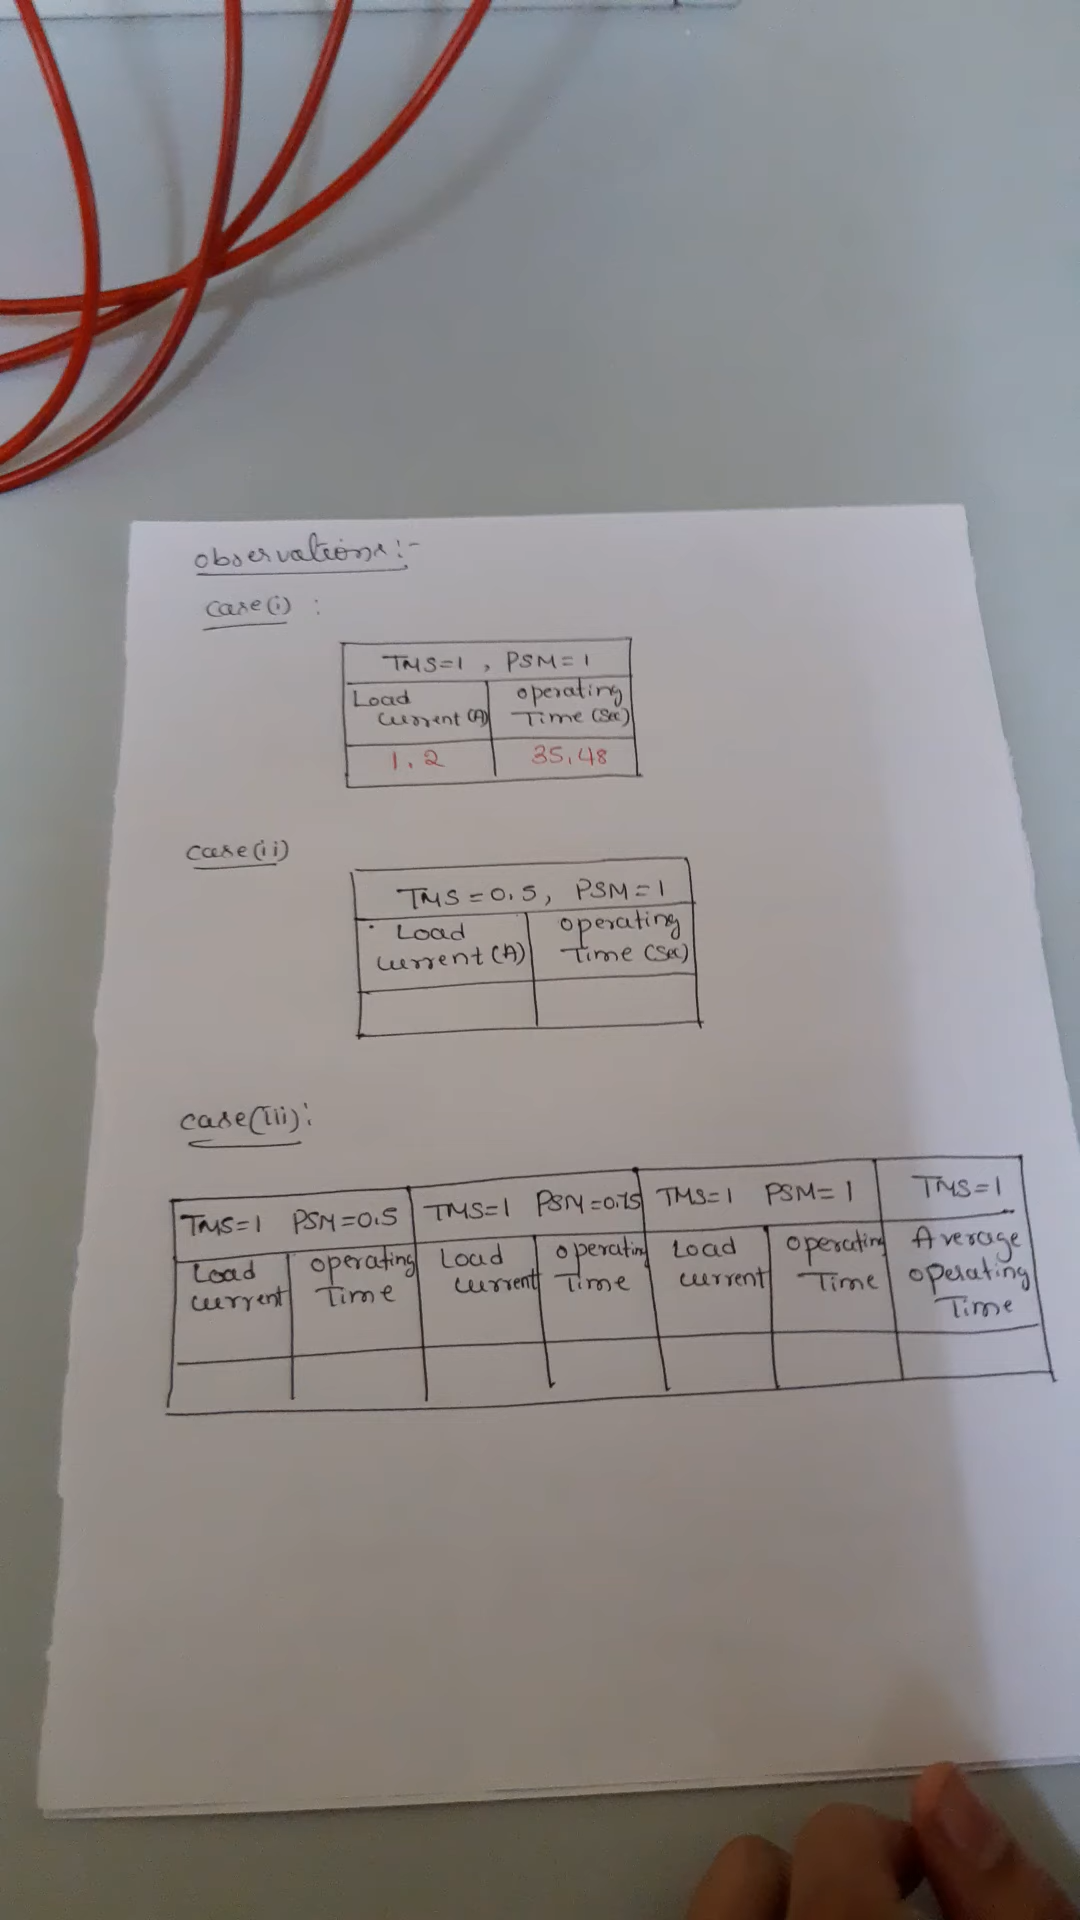 observations:-
case(i) :
TMS=1 , PSM=1
Load current(A) operating Time (Sec)
1.2 35.48
case(ii)
TMS=0.5, PSM=1
Load current(A) operating Time (Sec)
case(iii):
TMS=1 PSM=0.5 TMS=1 PSM=0.75 TMS=1 PSM=1 TMS=1
Load current operating Time Load current operating Time Load current operating Time Average operating Time